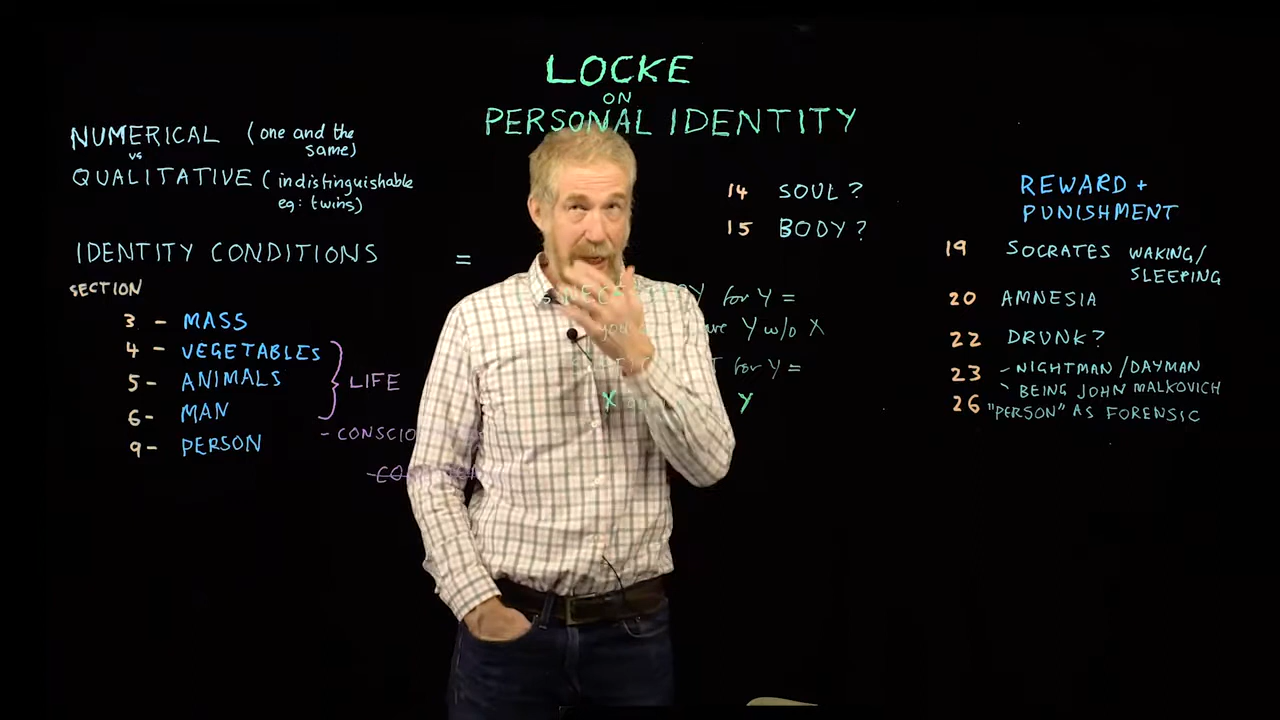 LOCKE
ON
PERSONAL IDENTITY
NUMERICAL (one and the
same)
vs
QUALITATIVE (indistinguishable
eg: twins)
IDENTITY CONDITIONS =
SECTION
3 - MASS
4 - VEGETABLES
5 - ANIMALS
6 - MAN
LIFE
9 - PERSON
14 SOUL?
15 BODY?
for Y =
Y w/o X
for Y =
X
Y
REWARD +
PUNISHMENT
19 SOCRATES WAKING/
SLEEPING
20 AMNESIA
22 DRUNK?
23 - NIGHTMAN/DAYMAN
BEING JOHN MALKOVICH
26 "PERSON" AS FORENSIC